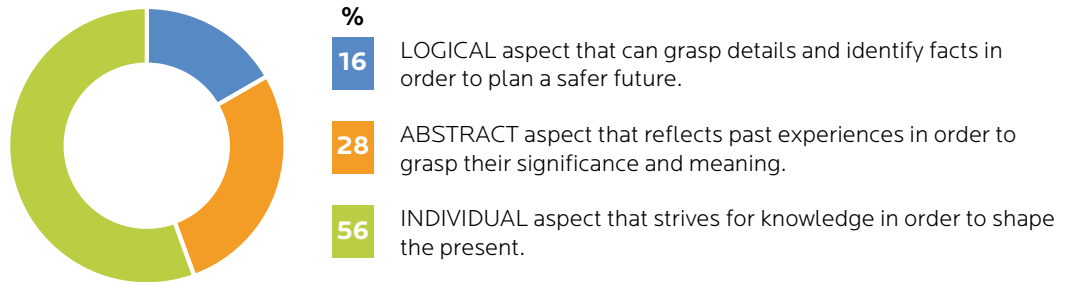 %
16
LOGICAL aspect that can grasp details and identify facts in
order to plan a safer future.
28
ABSTRACT aspect that reflects past experiences in order to
grasp their significance and meaning.
56
INDIVIDUAL aspect that strives for knowledge in order to shape
the present.